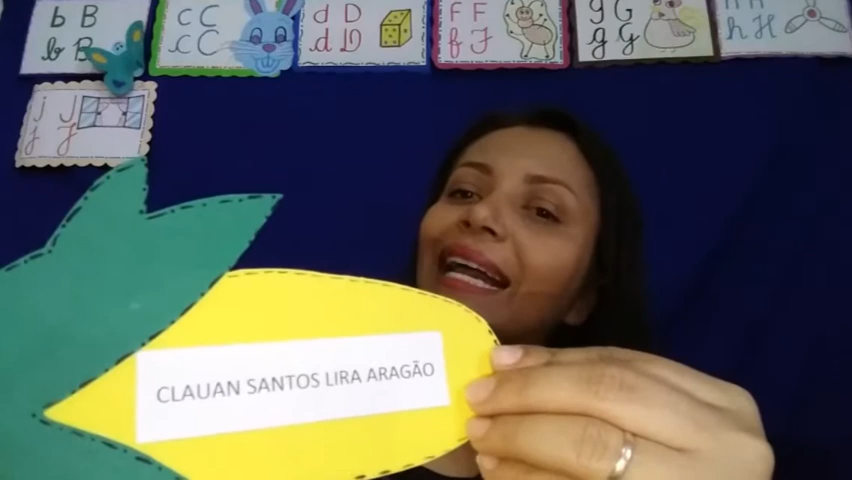 b B
b B
c C
c C
d D
d D
F F
f F
g G
g G
h H
h H
j J
j J
CLAUAN SANTOS LIRA ARAGÃO